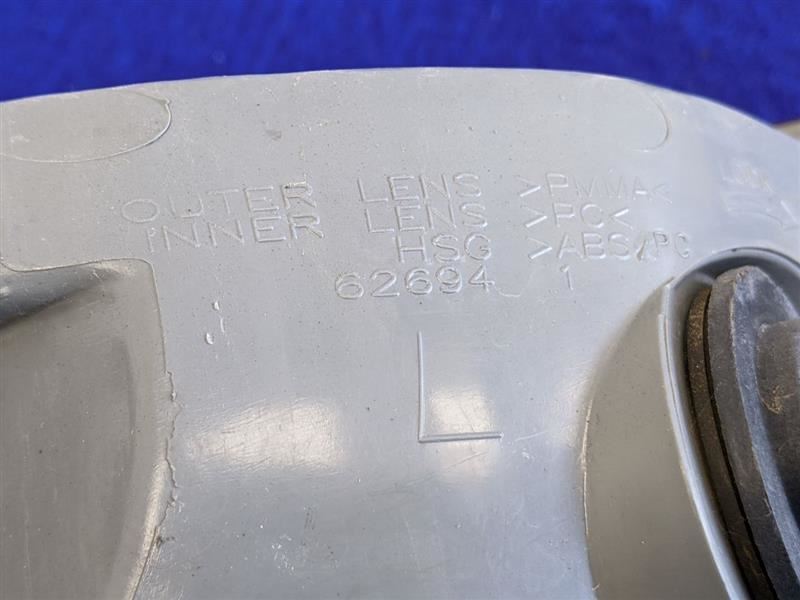 OUTER LENS >PMMA<
INNER LENS >PC<
HSG >ABS/PC
62694 1
L